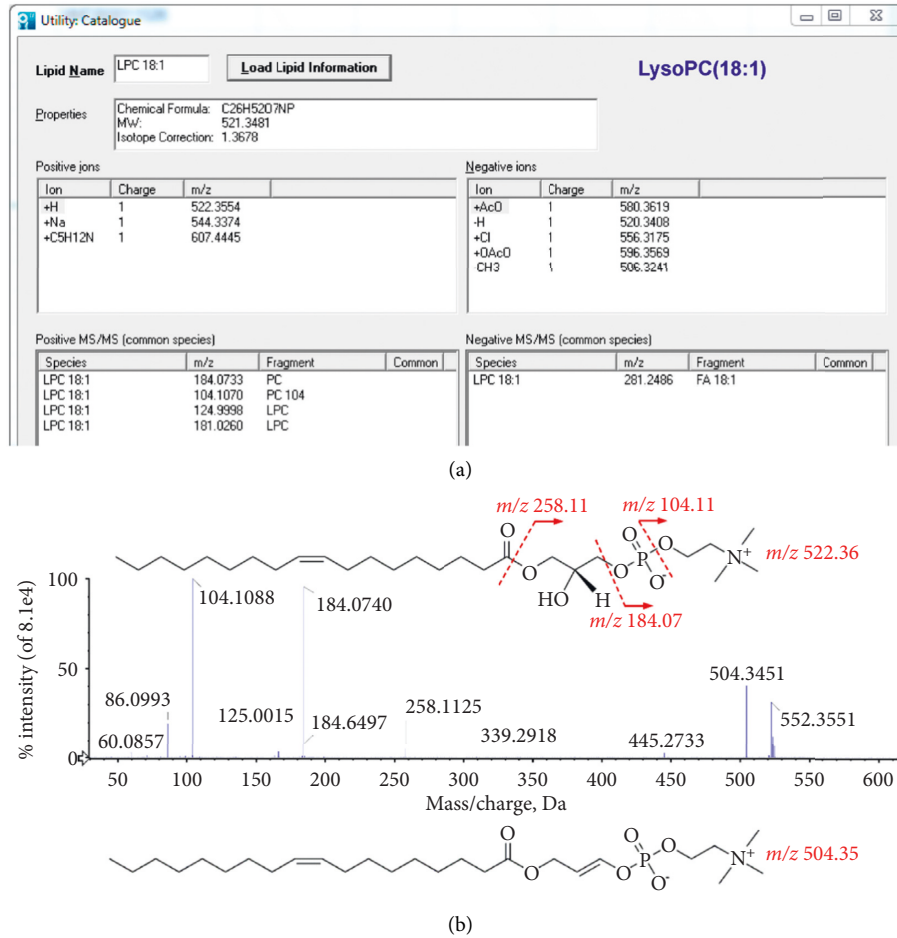 Utility: Catalogue
Lipid Name LPC 18:1 Load Lipid Information LysoPC(18:1)
Properties Chemical Formula: C26H52O7NP
MW: 521.3481
Isotope Correction: 1.3678
Positive ions Negative ions
Ion Charge m/z Ion Charge m/z
+H 1 522.3554 +AcO 1 580.3619
+Na 1 544.3374 -H 1 520.3408
+C5H12N 1 607.4445 +Cl 1 556.3175
+OAcO 1 596.3569
CH3 1 506.3241
Positive MS/MS (common species) Negative MS/MS (common species)
Species m/z Fragment Common Species m/z Fragment Common
LPC 18:1 184.0733 PC LPC 18:1 281.2486 FA 18:1
LPC 18:1 104.1070 PC 104
LPC 18:1 124.9998 LPC
LPC 18:1 181.0260 LPC
(a)
m/z 258.11 m/z 104.11
O O
O O P O N+ m/z 522.36
O-
HO H
m/z 184.07
% intensity (of 8.1e4)
100
50
0
104.1088
184.0740
86.0993
60.0857
125.0015
184.6497
258.1125
339.2918
445.2733
504.3451
552.3551
50 100 150 200 250 300 350 400 450 500 550 600
Mass/charge, Da
O O
O O P O N+ m/z 504.35
O-
(b)